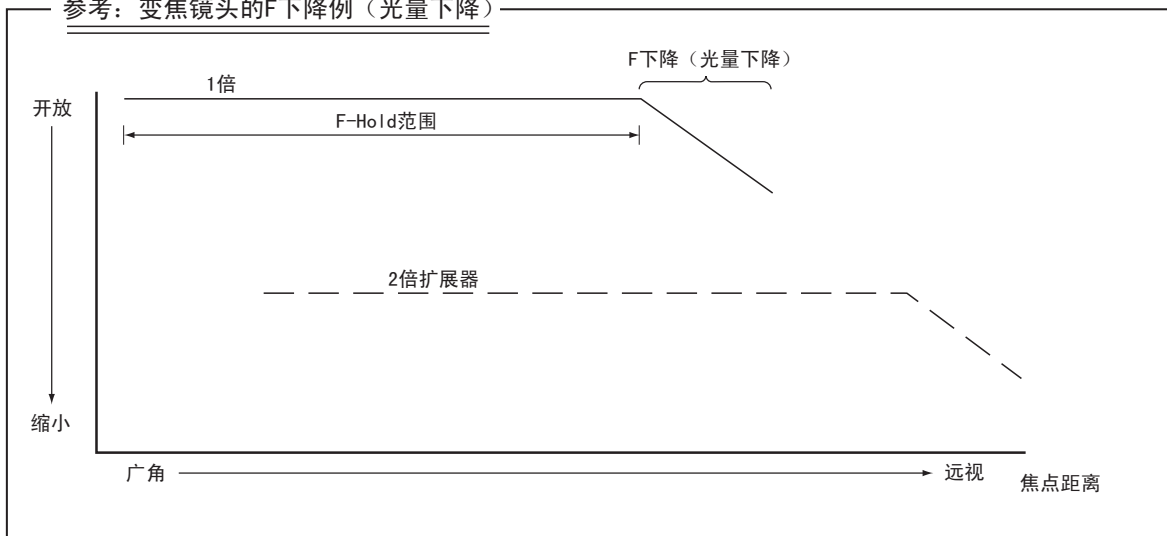 参考：变焦镜头的F下降例（光量下降）
F下降（光量下降）
1倍
开放
F-Hold范围
2倍扩展器
缩小
广角
远视
焦点距离